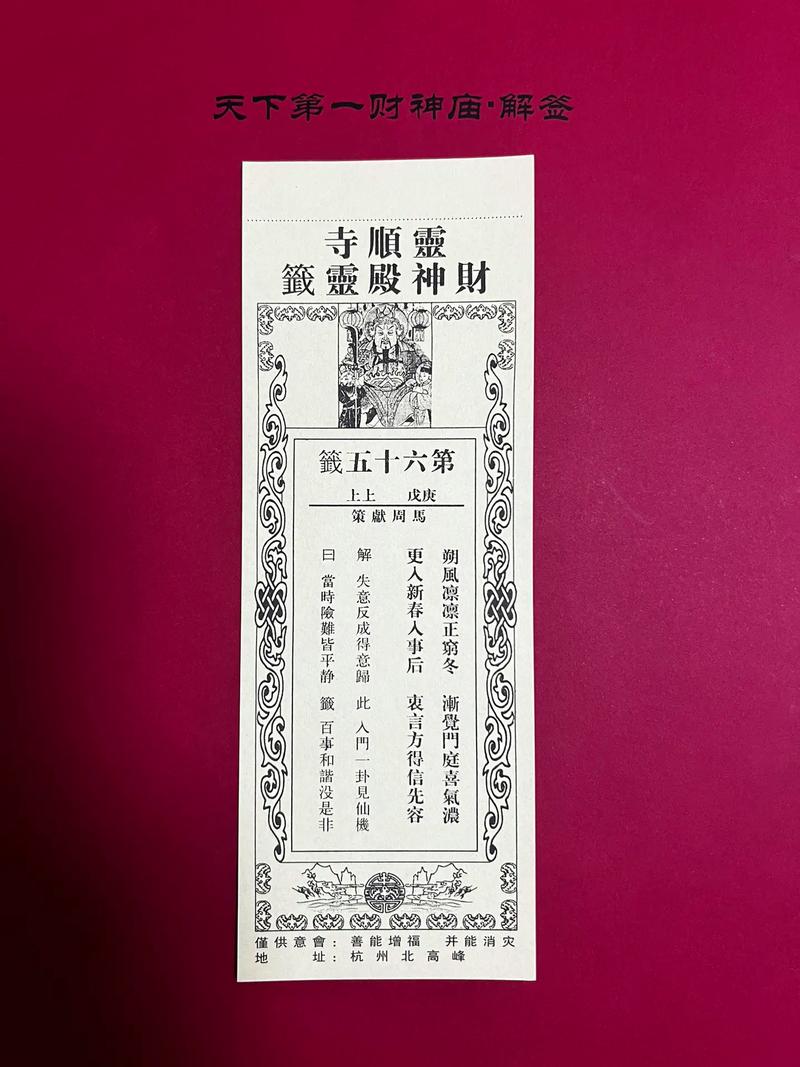 天下第一财神庙·解签
靈順寺
財神殿靈籤
第六十五籤
庚戌　上上
馬周獻策
朔風凛凛正窮冬　漸覺門庭喜氣濃
更入新春人事后　衷言方得信先容
解　失意反成得意歸　此　入門一卦見仙機
曰　當時險難皆平静　籤　百事和諧没是非
僅供意會：善能增福　并能消灾
地　址：杭州北高峰